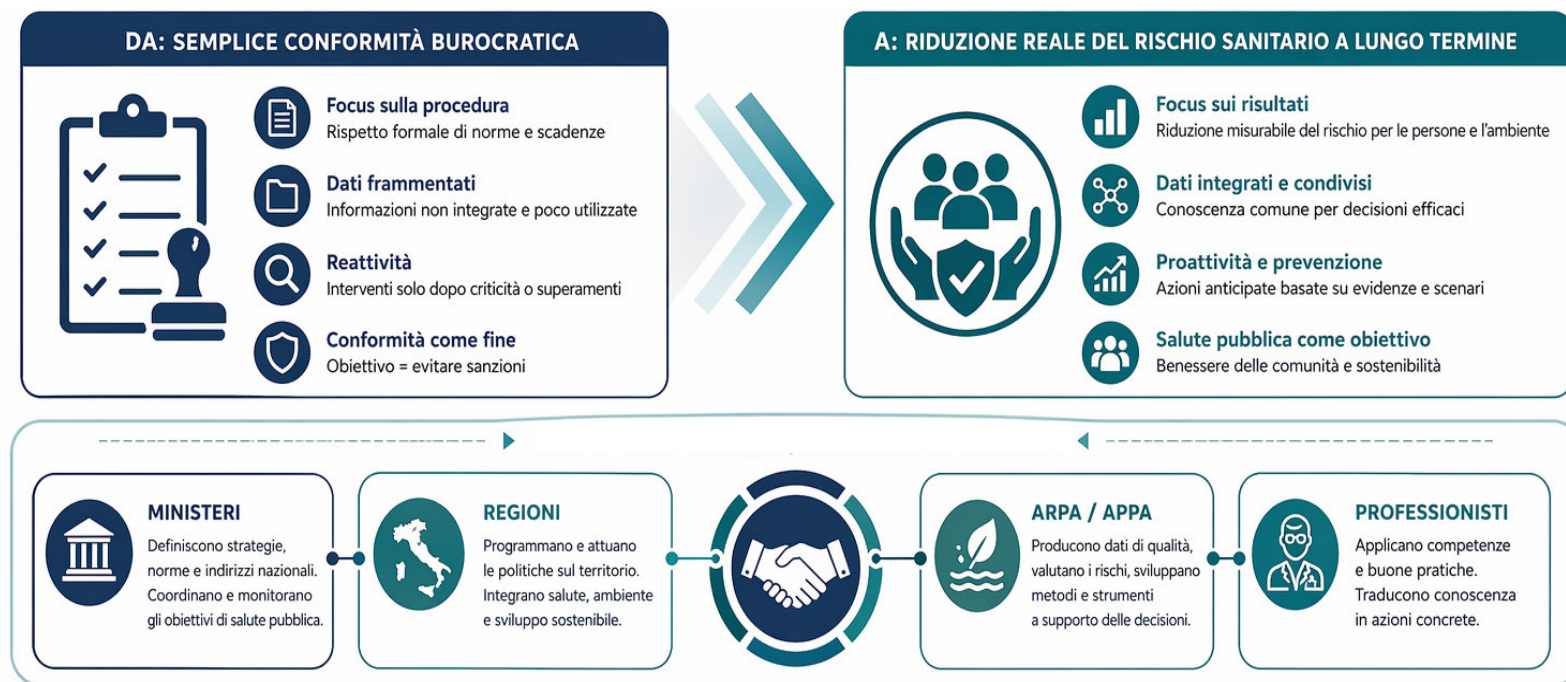 DA: SEMPLICE CONFORMITÀ BUROCRATICA
Focus sulla procedura
Rispetto formale di norme e scadenze
Dati frammentati
Informazioni non integrate e poco utilizzate
Reattività
Interventi solo dopo criticità o superamenti
Conformità come fine
Obiettivo = evitare sanzioni
A: RIDUZIONE REALE DEL RISCHIO SANITARIO A LUNGO TERMINE
Focus sui risultati
Riduzione misurabile del rischio per le persone e l'ambiente
Dati integrati e condivisi
Conoscenza comune per decisioni efficaci
Proattività e prevenzione
Azioni anticipate basate su evidenze e scenari
Salute pubblica come obiettivo
Benessere delle comunità e sostenibilità
MINISTERI
Definiscono strategie,
norme e indirizzi nazionali.
Coordinano e monitorano
gli obiettivi di salute pubblica.
REGIONI
Programmano e attuano
le politiche sul territorio.
Integrano salute, ambiente
e sviluppo sostenibile.
ARPA / APPA
Producono dati di qualità,
valutano i rischi, sviluppano
metodi e strumenti
a supporto delle decisioni.
PROFESSIONISTI
Applicano competenze
e buone pratiche.
Traducono conoscenza
in azioni concrete.